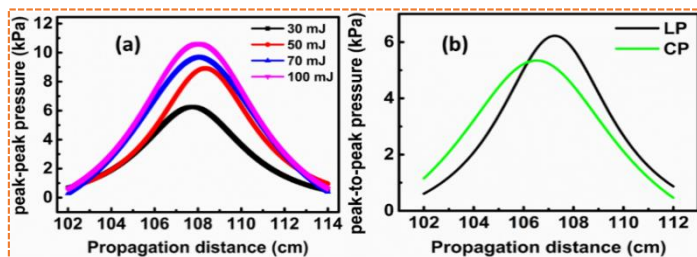 (a)
30 mJ
50 mJ
70 mJ
100 mJ
peak-peak pressure (kPa)
12
10
8
6
4
2
0
102 104 106 108 110 112 114
Propagation distance (cm)
(b)
LP
CP
peak-to-peak pressure (kPa)
6
4
2
0
102 104 106 108 110 112
Propagation distance (cm)